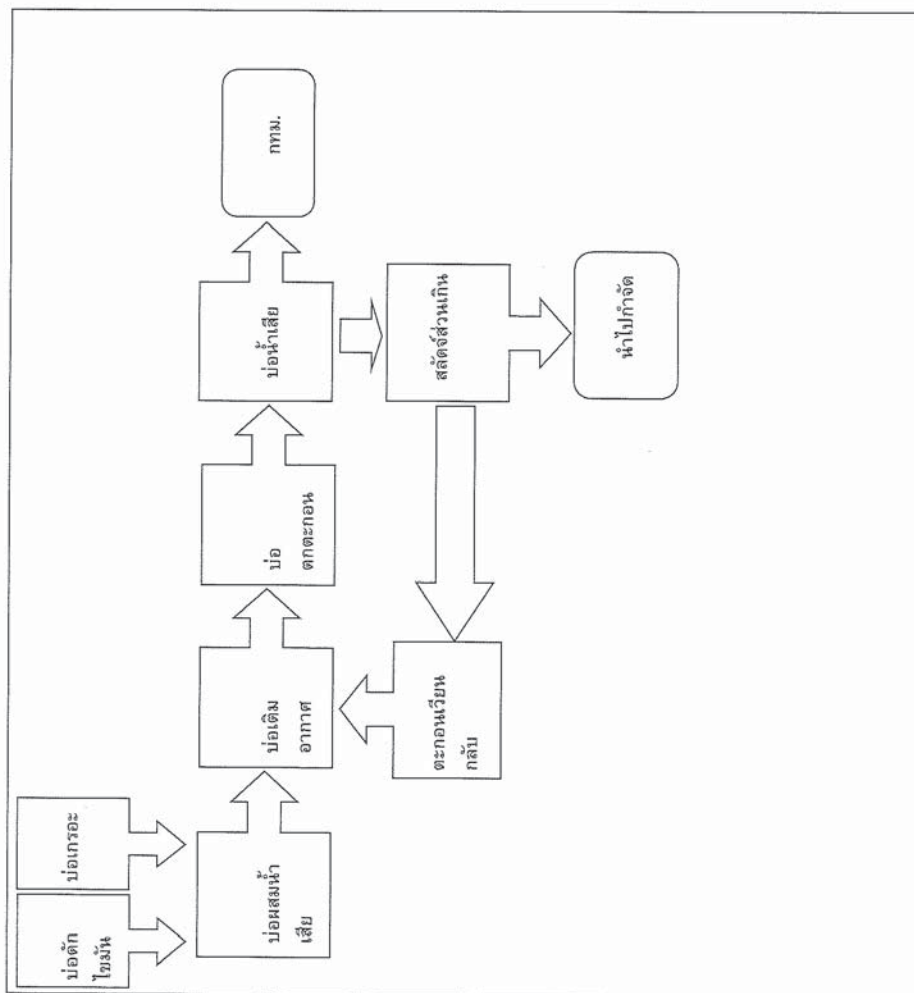 บ่อดัก
ไขมัน
บ่อเกรอะ
บ่อผสมน้ำ
เสีย
บ่อเติม
อากาศ
บ่อ
ตกตะกอน
บ่อน้ำเสีย
กทม.
ตะกอนเวียน
กลับ
สลัดจ์ส่วนเกิน
นำไปกำจัด